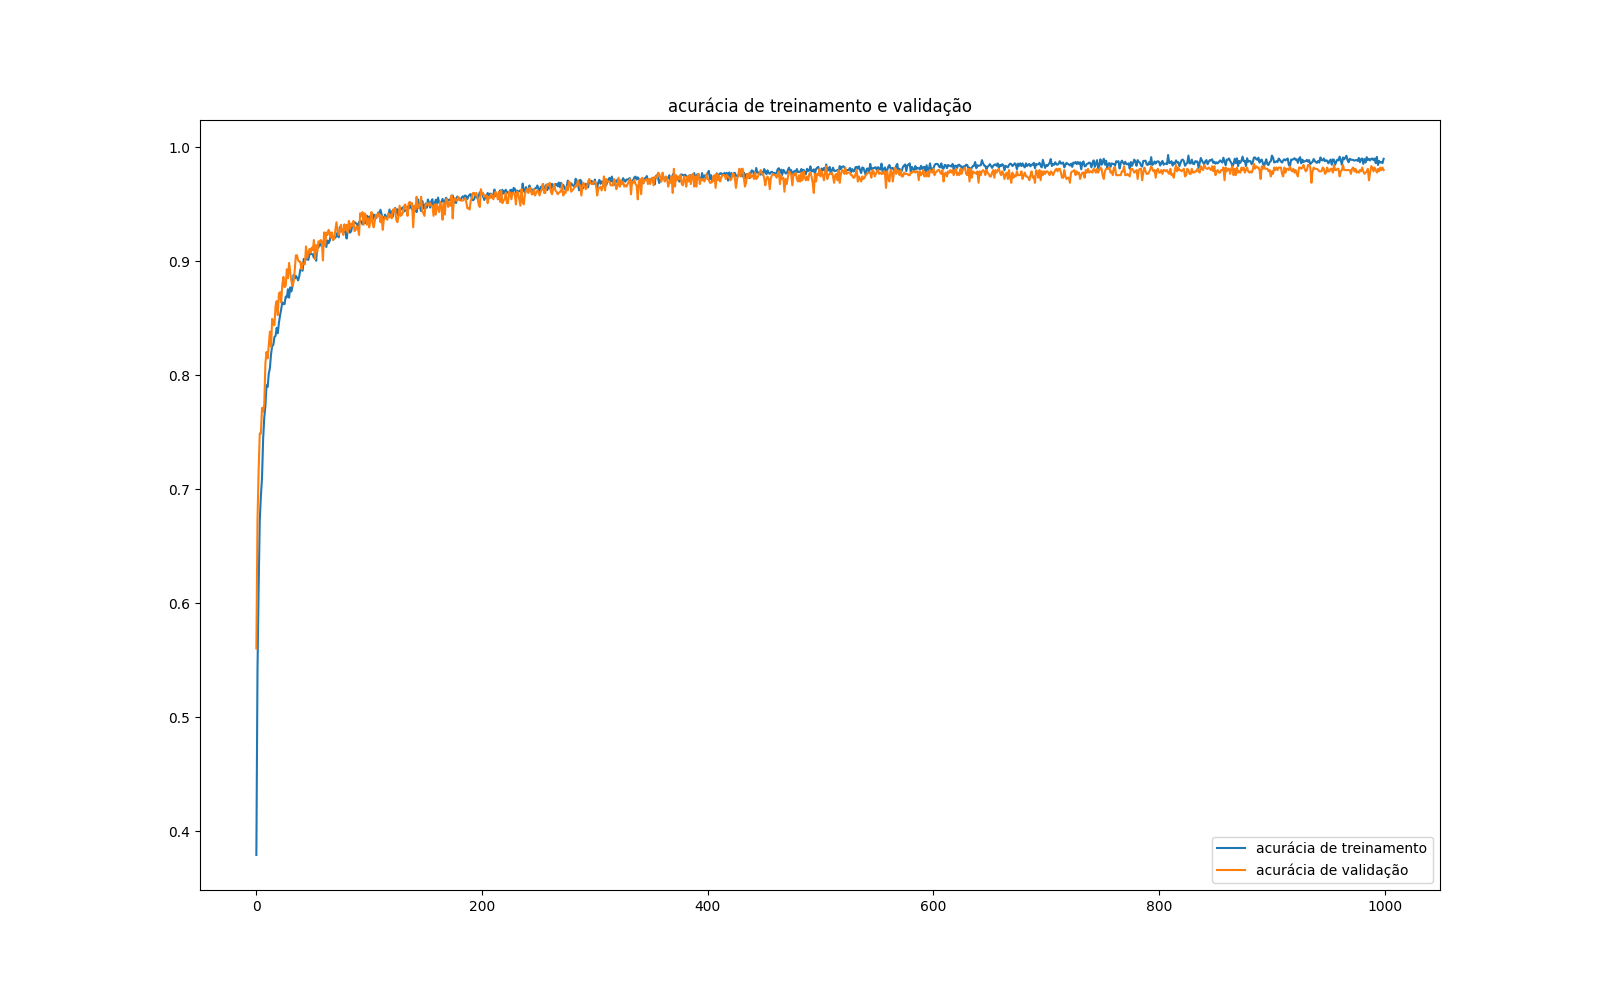 acurácia de treinamento e validação
1.0
0.9
0.8
0.7
0.6
0.5
0.4
acurácia de treinamento
acurácia de validação
0 200 400 600 800 1000